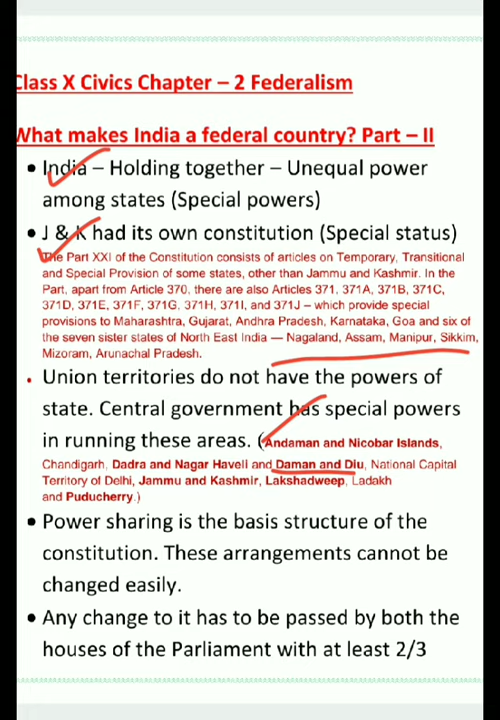 Class X Civics Chapter – 2 Federalism
What makes India a federal country? Part – II
• India – Holding together – Unequal power
among states (Special powers)
• J & K had its own constitution (Special status)
The Part XXI of the Constitution consists of articles on Temporary, Transitional
and Special Provision of some states, other than Jammu and Kashmir. In the
Part, apart from Article 370, there are also Articles 371, 371A, 371B, 371C,
371D, 371E, 371F, 371G, 371H, 371I, and 371J – which provide special
provisions to Maharashtra, Gujarat, Andhra Pradesh, Karnataka, Goa and six of
the seven sister states of North East India — Nagaland, Assam, Manipur, Sikkim,
Mizoram, Arunachal Pradesh.
• Union territories do not have the powers of
state. Central government has special powers
in running these areas. (Andaman and Nicobar Islands,
Chandigarh, Dadra and Nagar Haveli and Daman and Diu, National Capital
Territory of Delhi, Jammu and Kashmir, Lakshadweep, Ladakh
and Puducherry.)
• Power sharing is the basis structure of the
constitution. These arrangements cannot be
changed easily.
• Any change to it has to be passed by both the
houses of the Parliament with at least 2/3